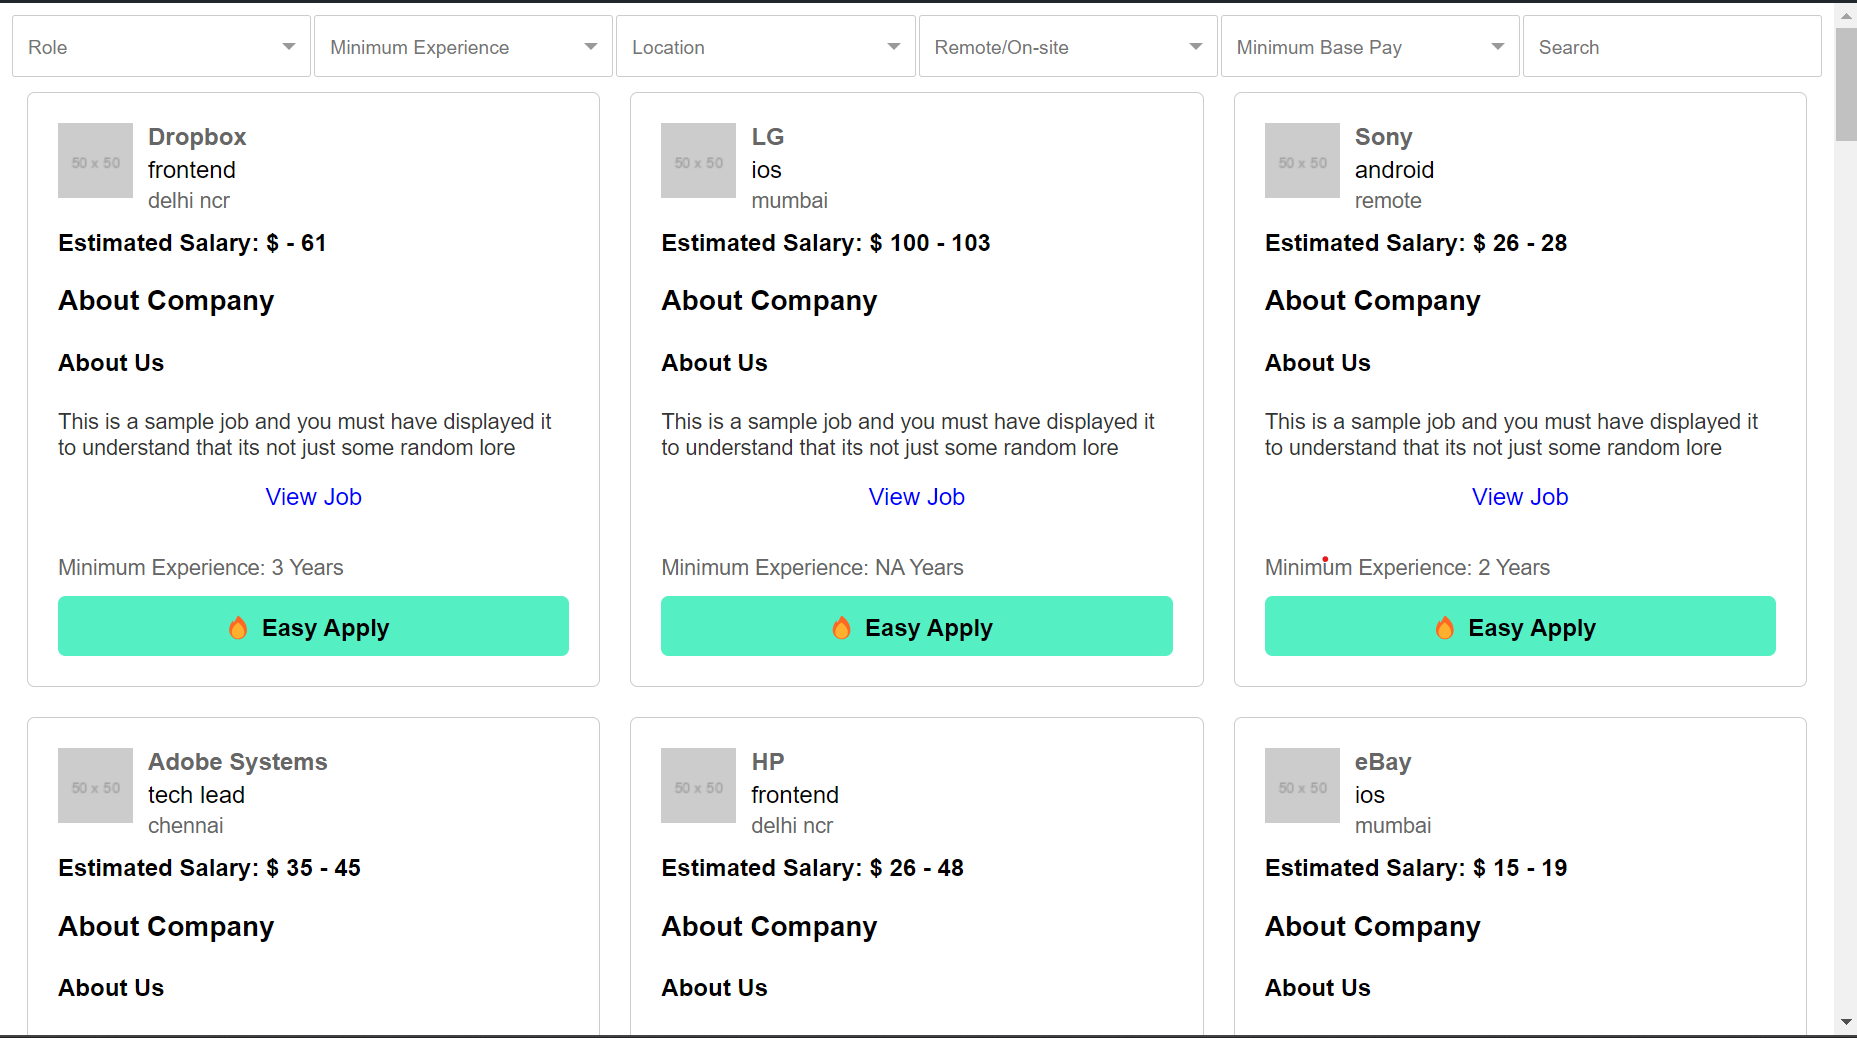 Role
Minimum Experience
Location
Remote/On-site
Minimum Base Pay
Search
50 x 50
Dropbox
frontend
delhi ncr
Estimated Salary: $ - 61
About Company
About Us
This is a sample job and you must have displayed it
to understand that its not just some random lore
View Job
Minimum Experience: 3 Years
🔥 Easy Apply
50 x 50
LG
ios
mumbai
Estimated Salary: $ 100 - 103
About Company
About Us
This is a sample job and you must have displayed it
to understand that its not just some random lore
View Job
Minimum Experience: NA Years
🔥 Easy Apply
50 x 50
Sony
android
remote
Estimated Salary: $ 26 - 28
About Company
About Us
This is a sample job and you must have displayed it
to understand that its not just some random lore
View Job
Minimum Experience: 2 Years
🔥 Easy Apply
50 x 50
Adobe Systems
tech lead
chennai
Estimated Salary: $ 35 - 45
About Company
About Us
50 x 50
HP
frontend
delhi ncr
Estimated Salary: $ 26 - 48
About Company
About Us
50 x 50
eBay
ios
mumbai
Estimated Salary: $ 15 - 19
About Company
About Us